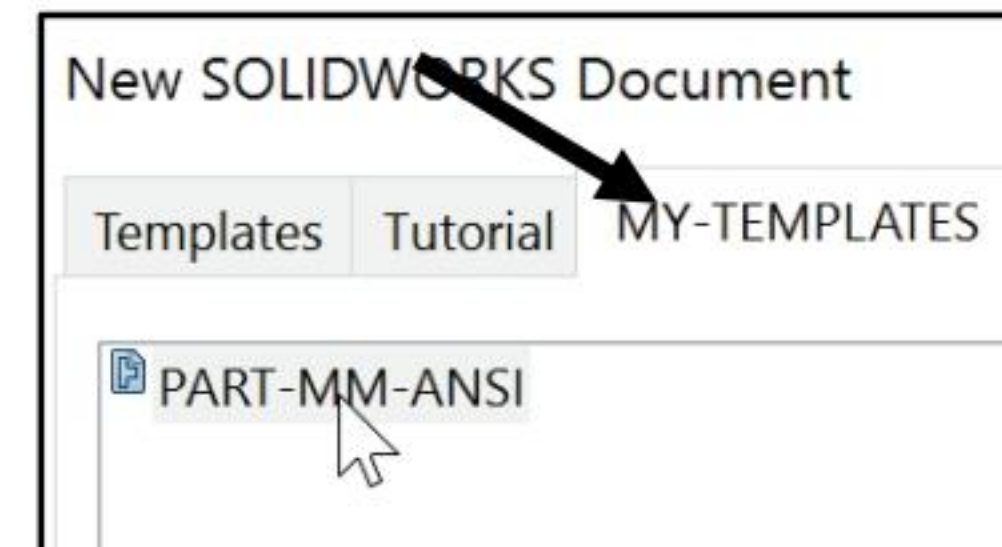 New SOLIDWORKS Document
Templates Tutorial MY-TEMPLATES
PART-MM-ANSI